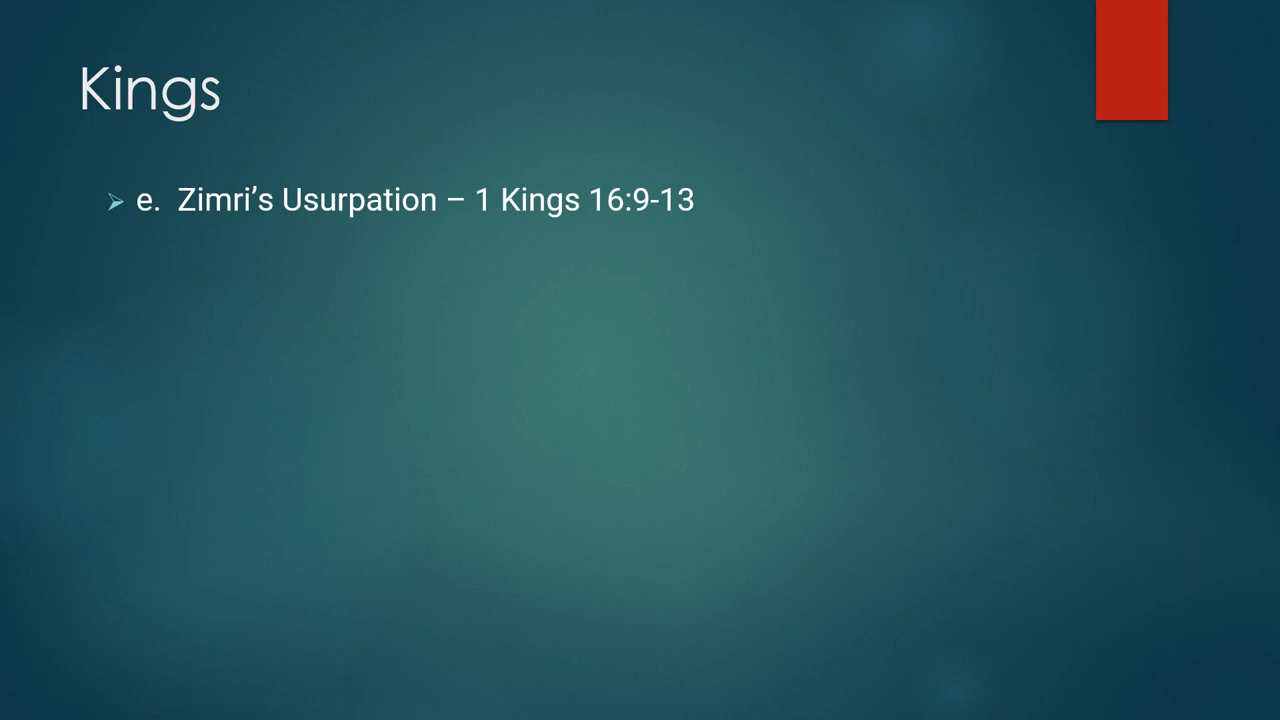 Kings
➢ e.  Zimri’s Usurpation – 1 Kings 16:9-13